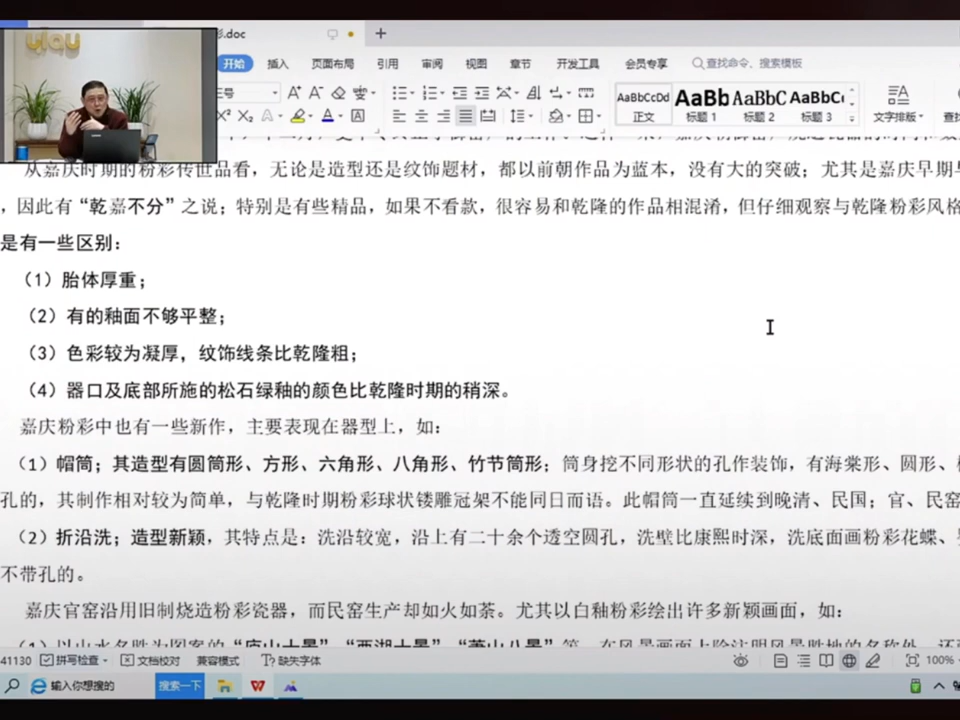 .doc
+
开始 插入 页面布局 引用 审阅 视图 章节 开发工具 会员专享 查找命令、搜索模板
AaBbCcDd AaBb AaBbC AaBbC
正文 标题 1 标题 2 标题 3 文字排版
从嘉庆时期的粉彩传世品看，无论是造型还是纹饰题材，都以前朝作品为蓝本，没有大的突破；尤其是嘉庆早期
，因此有“乾嘉不分”之说；特别是有些精品，如果不看款，很容易和乾隆的作品相混淆，但仔细观察与乾隆粉彩风格
是有一些区别：
（1）胎体厚重；
（2）有的釉面不够平整；
（3）色彩较为凝厚，纹饰线条比乾隆粗；
（4）器口及底部所施的松石绿釉的颜色比乾隆时期的稍深。
嘉庆粉彩中也有一些新作，主要表现在器型上，如：
（1）帽筒；其造型有圆筒形、方形、六角形、八角形、竹节筒形；筒身挖不同形状的孔作装饰，有海棠形、圆形、
孔的，其制作相对较为简单，与乾隆时期粉彩球状镂雕冠架不能同日而语。此帽筒一直延续到晚清、民国；官、民窑
（2）折沿洗；造型新颖，其特点是：洗沿较宽，沿上有二十余个透空圆孔，洗壁比康熙时深，洗底面画粉彩花蝶、
不带孔的。
嘉庆官窑沿用旧制烧造粉彩瓷器，而民窑生产却如火如荼。尤其以白釉粉彩绘出许多新颖画面，如：
41130 拼写检查 文档校对 兼容模式 缺失字体 100%
输入你想搜的 搜索一下